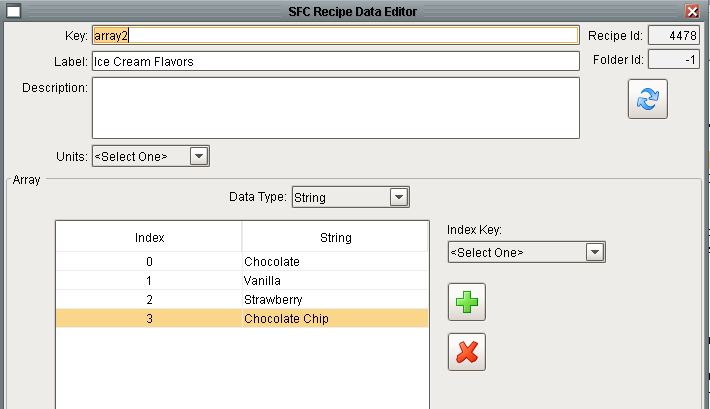 SFC Recipe Data Editor
Key: array2 Recipe Id: 4478
Label: Ice Cream Flavors Folder Id: -1
Description:
Units: <Select One>
Array
Data Type: String
Index String Index Key:
<Select One>
0 Chocolate
1 Vanilla
2 Strawberry
3 Chocolate Chip